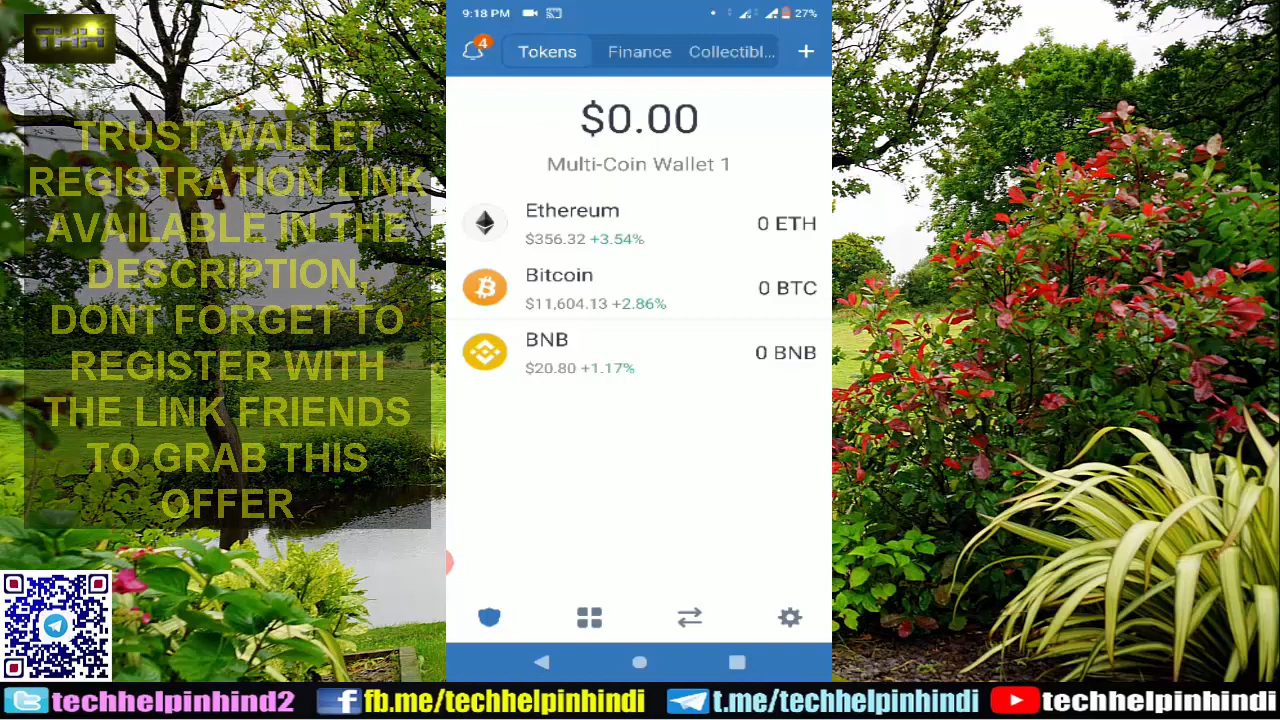 THH
TRUST WALLET
REGISTRATION LINK
AVAILABLE IN THE
DESCRIPTION,
DONT FORGET TO
REGISTER WITH
THE LINK FRIENDS
TO GRAB THIS
OFFER
9:18 PM 27%
4 Tokens Finance Collectibl... +
$0.00
Multi-Coin Wallet 1
Ethereum
$356.32 +3.54%
0 ETH
Bitcoin
$11,604.13 +2.86%
0 BTC
BNB
$20.80 +1.17%
0 BNB
techhelpinhind2 fb.me/techhelpinhindi t.me/techhelpinhindi techhelpinhindi